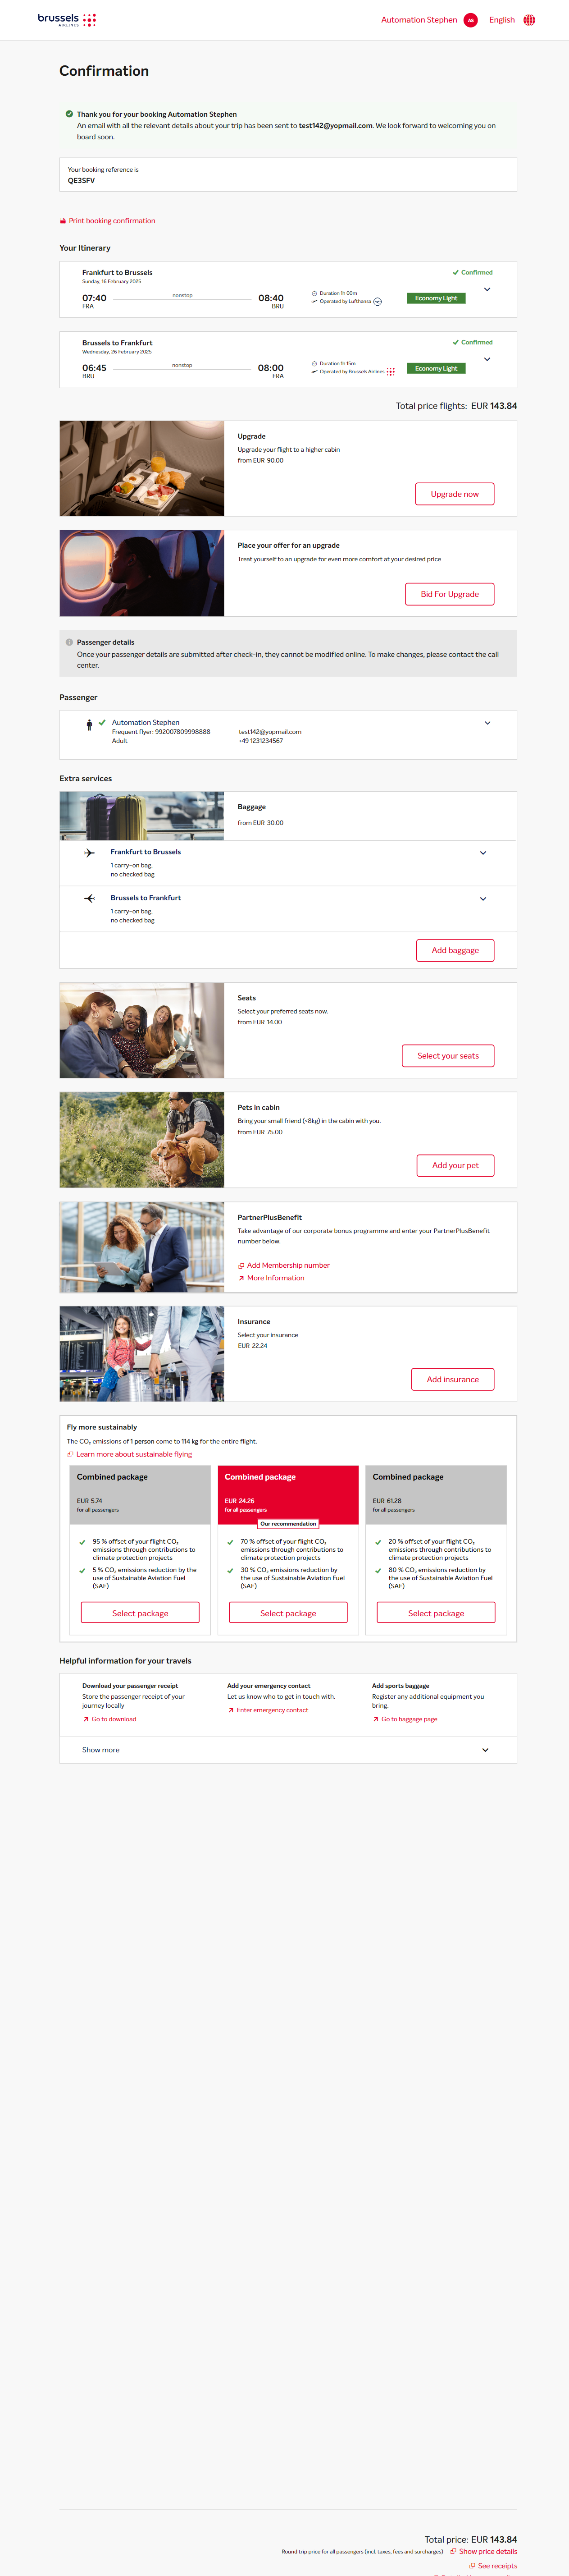 brussels
AIRLINES
Automation Stephen AS English
Confirmation
Thank you for your booking Automation Stephen
An email with all the relevant details about your trip has been sent to test142@yopmail.com. We look forward to welcoming you on
board soon.
Your booking reference is
QE3SFV
Print booking confirmation
Your Itinerary
Frankfurt to Brussels
Confirmed
Sunday, 16 February 2025
07:40 nonstop 08:40
FRA BRU
Duration 1h 00m
Operated by Lufthansa
Economy Light
Brussels to Frankfurt
Confirmed
Wednesday, 26 February 2025
06:45 nonstop 08:00
BRU FRA
Duration 1h 15m
Operated by Brussels Airlines
Economy Light
Total price flights: EUR 143.84
Upgrade
Upgrade your flight to a higher cabin
from EUR 90.00
Upgrade now
Place your offer for an upgrade
Treat yourself to an upgrade for even more comfort at your desired price
Bid For Upgrade
Passenger details
Once your passenger details are submitted after check-in, they cannot be modified online. To make changes, please contact the call
center.
Passenger
Automation Stephen
Frequent flyer: 992007809998888 test142@yopmail.com
Adult +49 1231234567
Extra services
Baggage
from EUR 30.00
Frankfurt to Brussels
1 carry-on bag,
no checked bag
Brussels to Frankfurt
1 carry-on bag,
no checked bag
Add baggage
Seats
Select your preferred seats now.
from EUR 14.00
Select your seats
Pets in cabin
Bring your small friend (<8kg) in the cabin with you.
from EUR 75.00
Add your pet
PartnerPlusBenefit
Take advantage of our corporate bonus programme and enter your PartnerPlusBenefit
number below.
Add Membership number
More Information
Insurance
Select your insurance
EUR 22.24
Add insurance
Fly more sustainably
The CO₂ emissions of 1 person come to 114 kg for the entire flight.
Learn more about sustainable flying
Combined package
EUR 5.74
for all passengers
95 % offset of your flight CO₂
emissions through contributions to
climate protection projects
5 % CO₂ emissions reduction by the
use of Sustainable Aviation Fuel
(SAF)
Select package
Combined package
EUR 24.26
for all passengers
Our recommendation
70 % offset of your flight CO₂
emissions through contributions to
climate protection projects
30 % CO₂ emissions reduction by
the use of Sustainable Aviation Fuel
(SAF)
Select package
Combined package
EUR 61.28
for all passengers
20 % offset of your flight CO₂
emissions through contributions to
climate protection projects
80 % CO₂ emissions reduction by
the use of Sustainable Aviation Fuel
(SAF)
Select package
Helpful information for your travels
Download your passenger receipt
Store the passenger receipt of your
journey locally
Go to download
Add your emergency contact
Let us know who to get in touch with.
Enter emergency contact
Add sports baggage
Register any additional equipment you
bring.
Go to baggage page
Show more
Total price: EUR 143.84
Round trip price for all passengers (incl. taxes, fees and surcharges) Show price details
See receipts